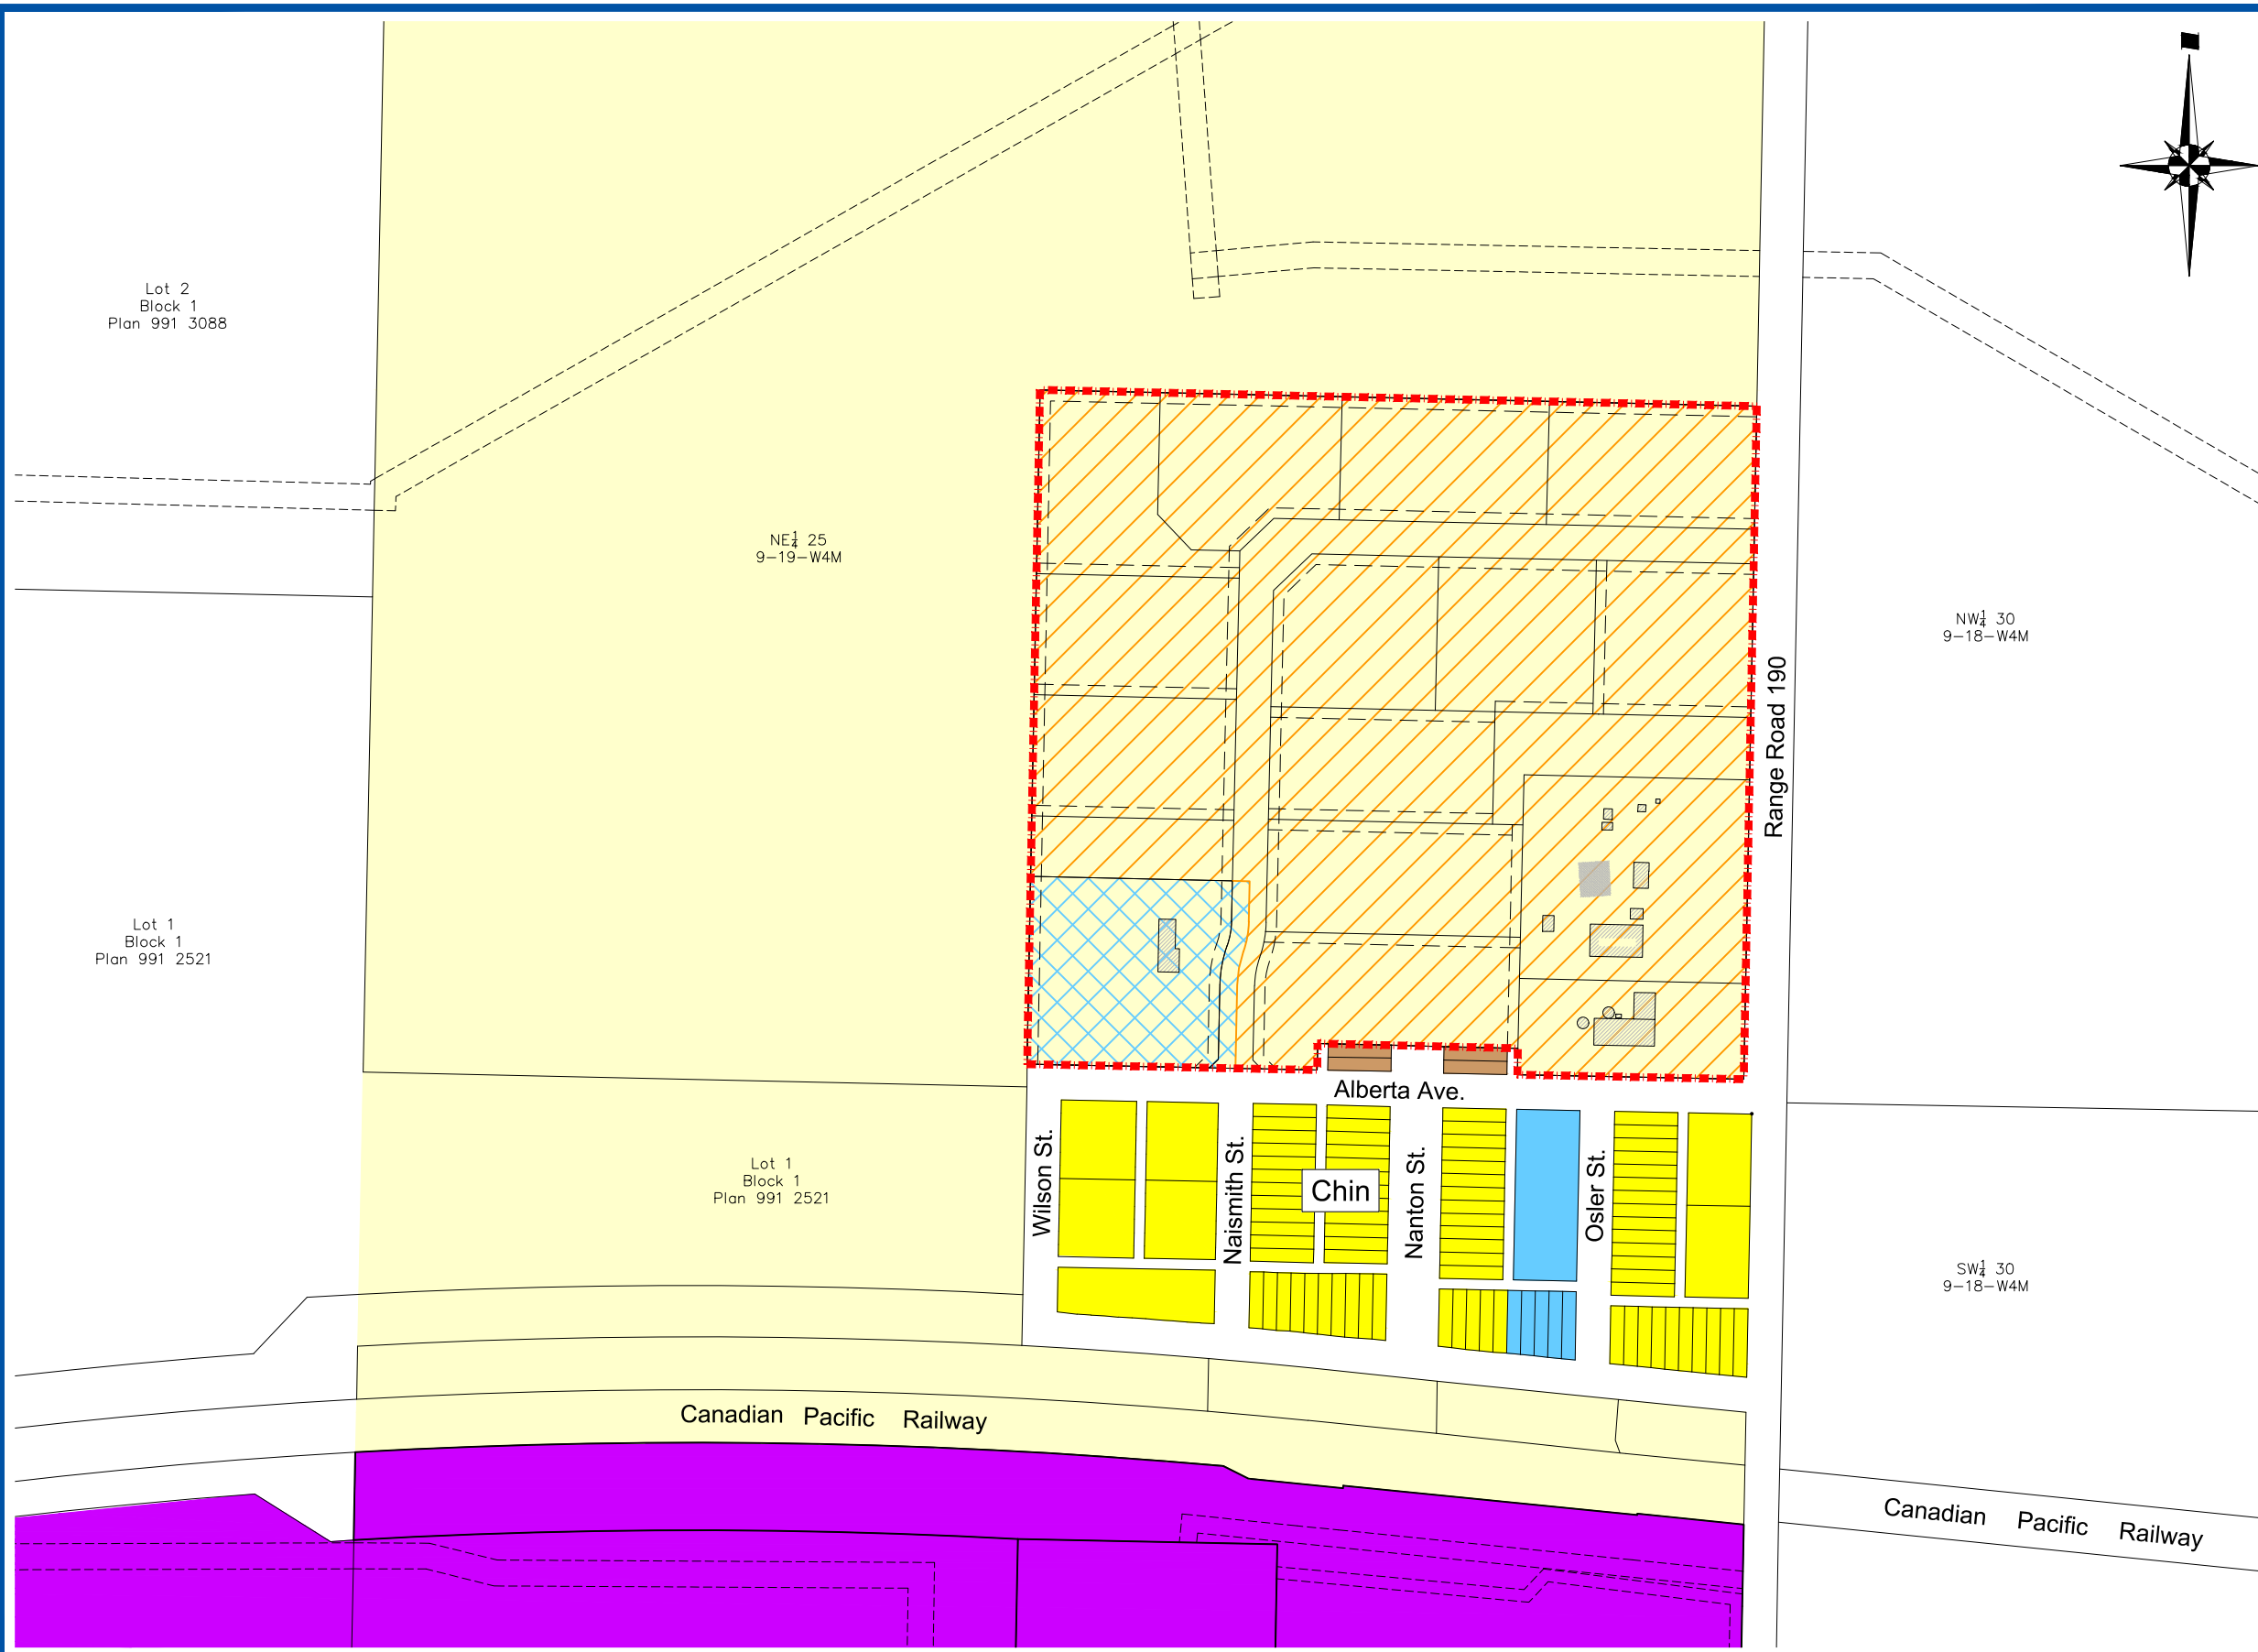 Lot 2
Block 1
Plan 991 3088
NE¼ 25
9-19-W4M
NW¼ 30
9-18-W4M
Range Road 190
Lot 1
Block 1
Plan 991 2521
Alberta Ave.
Lot 1
Block 1
Plan 991 2521
Wilson St.
Naismith St.
Chin
Nanton St.
Osler St.
SW¼ 30
9-18-W4M
Canadian Pacific Railway
Canadian Pacific Railway